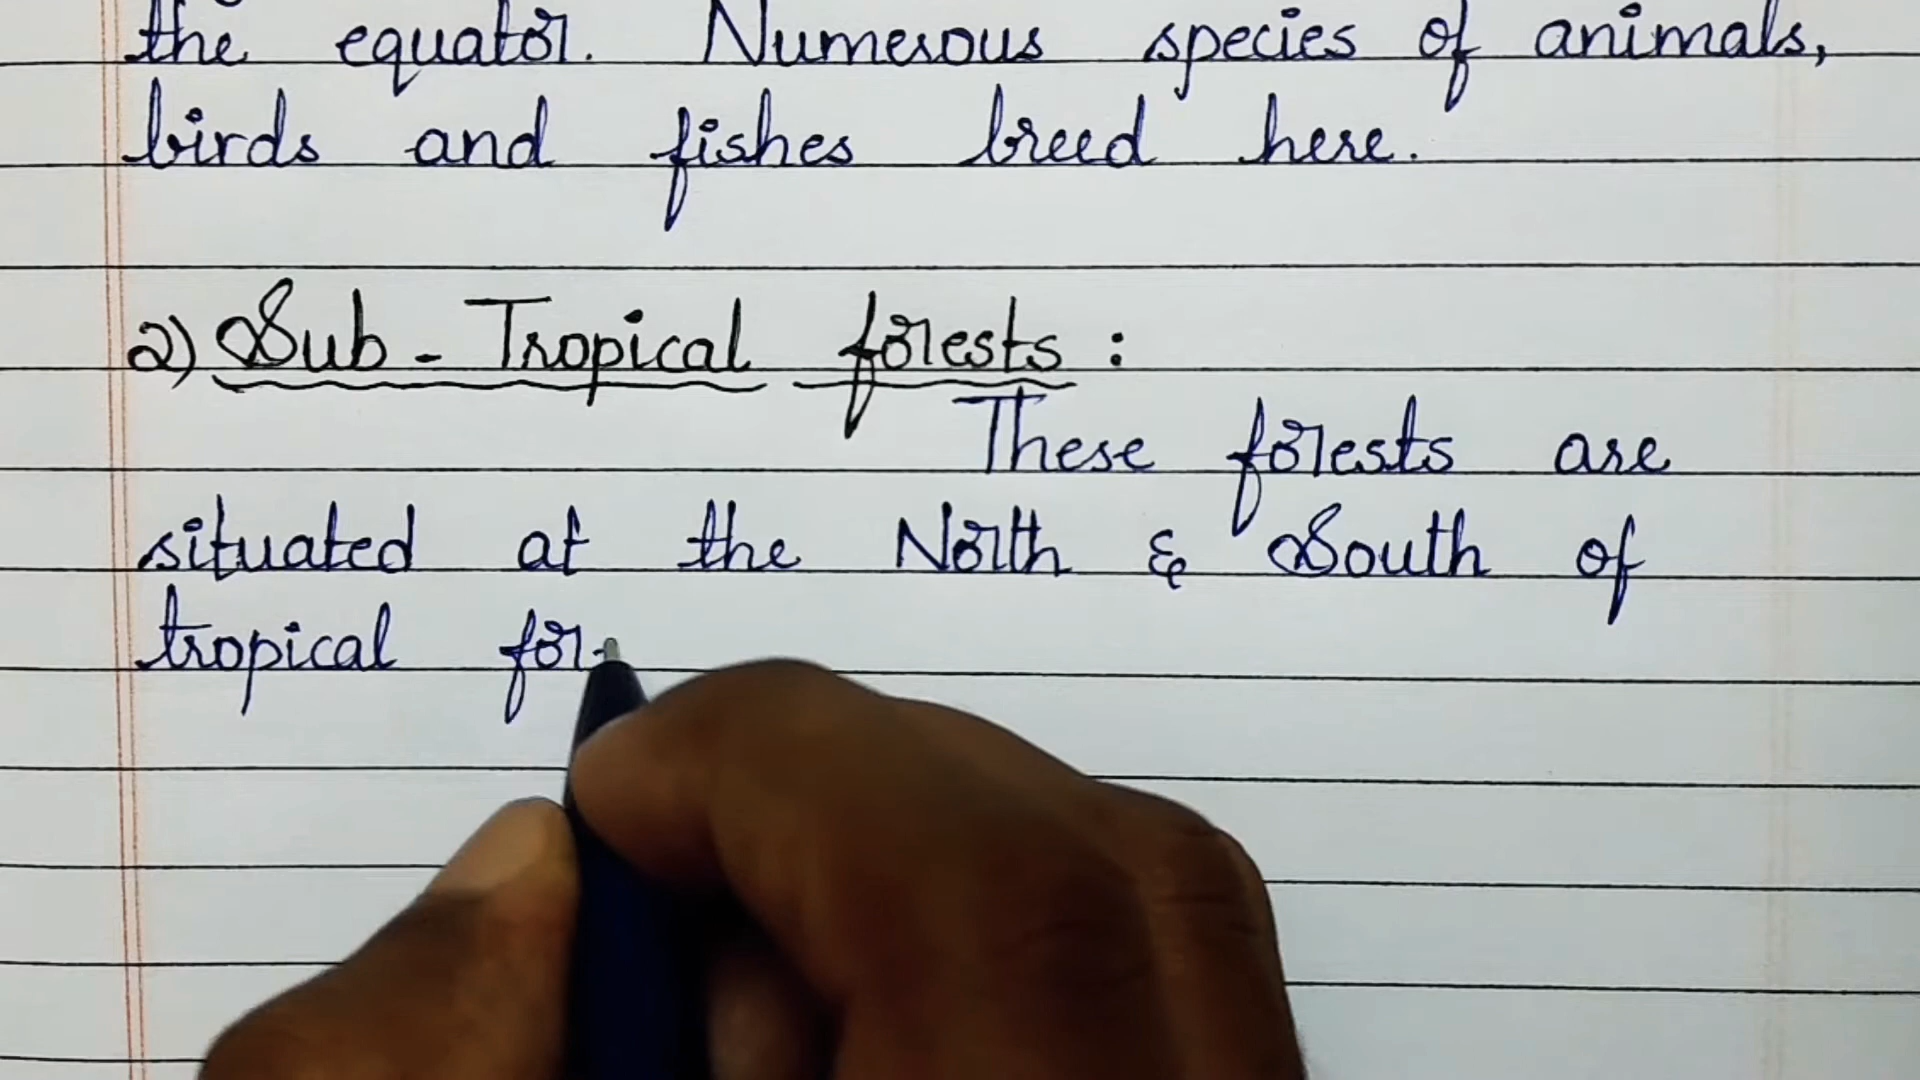 the equator. Numerous species of animals,
birds and fishes breed here.
2) Sub-Tropical forests :
These forests are
situated at the North & South of
tropical for